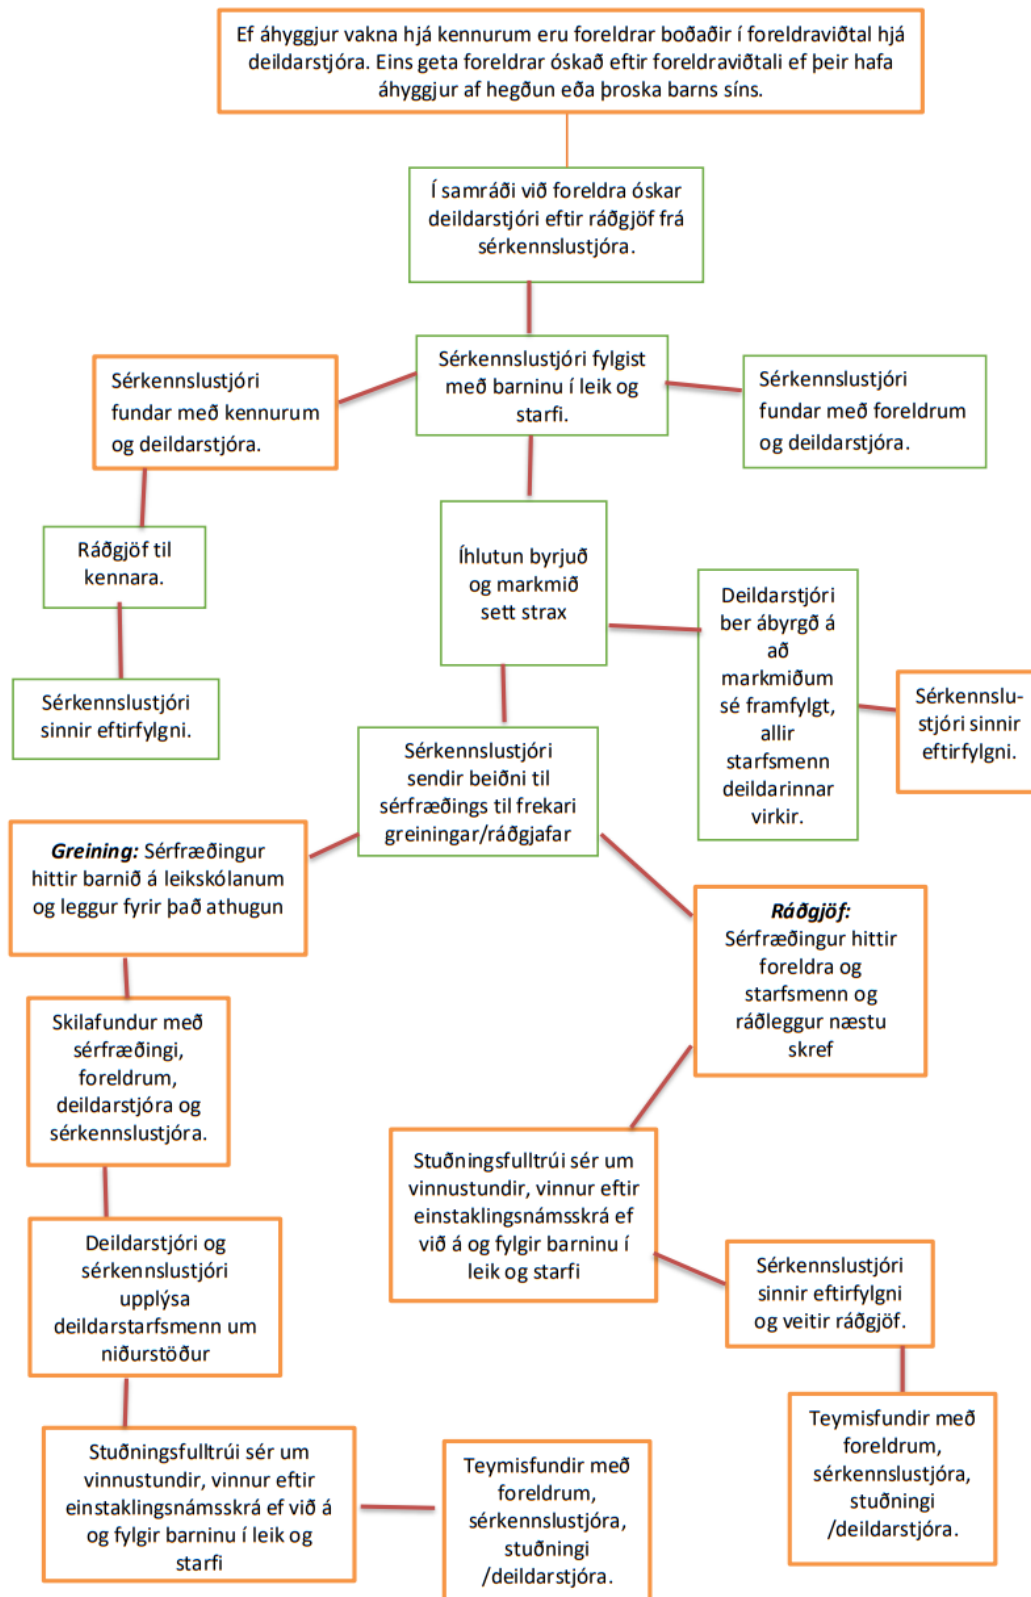 Ef áhyggjur vakna hjá kennurum eru foreldrar boðaðir í foreldraviðtal hjá
deildarstjóra. Eins geta foreldrar óskað eftir foreldraviðtali ef þeir hafa
áhyggjur af hegðun eða þroska barns síns.
Í samráði við foreldra óskar
deildarstjóri eftir ráðgjöf frá
sérkennslustjóra.
Sérkennslustjóri fylgist
með barninu í leik og
starfi.
Sérkennslustjóri
fundar með kennurum
og deildarstjóra.
Sérkennslustjóri
fundar með foreldrum
og deildarstjóra.
Ráðgjöf til
kennara.
Sérkennslustjóri
sinnir eftirfylgni.
Íhlutun byrjuð
og markmið
sett strax
Deildarstjóri
ber ábyrgð á
að
markmiðum
sé framfylgt,
allir
starfsmenn
deildarinnar
virkir.
Sérkennslu-
stjóri sinnir
eftirfylgni.
Sérkennslustjóri
sendir beiðni til
sérfræðings til frekari
greiningar/ráðgjafar
Greining: Sérfræðingur
hittir barnið á leikskólanum
og leggur fyrir það athugun
Ráðgjöf:
Sérfræðingur hittir
foreldra og
starfsmenn og
ráðleggur næstu
skref
Skilafundur með
sérfræðingi,
foreldrum,
deildarstjóra og
sérkennslustjóra.
Stuðningsfulltrúi sér um
vinnustundir, vinnur eftir
einstaklingsnámsskrá ef
við á og fylgir barninu í
leik og starfi
Deildarstjóri og
sérkennslustjóri
upplýsa
deildarstarfsmenn um
niðurstöður
Sérkennslustjóri
sinnir eftirfylgni
og veitir ráðgjöf.
Teymisfundir með
foreldrum,
sérkennslustjóra,
stuðningi
/deildarstjóra.
Stuðningsfulltrúi sér um
vinnustundir, vinnur eftir
einstaklingsnámsskrá ef við á
og fylgir barninu í leik og
starfi
Teymisfundir með
foreldrum,
sérkennslustjóra,
stuðningi
/deildarstjóra.